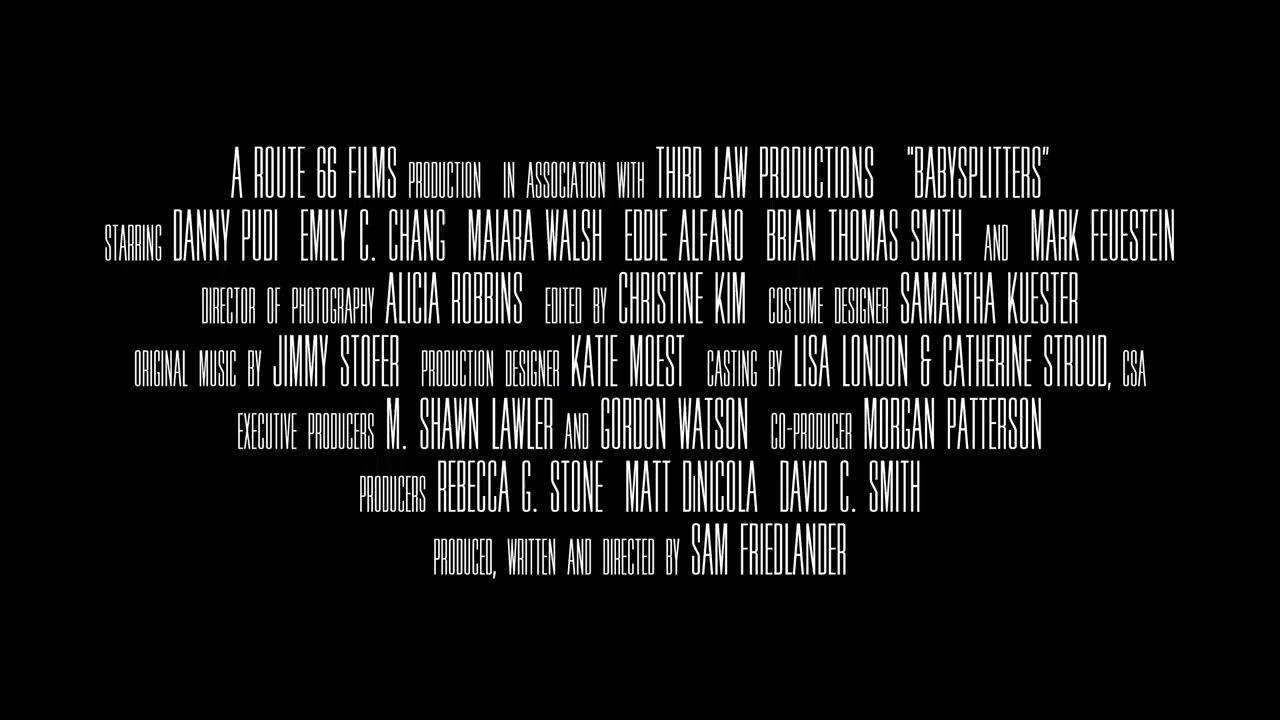 A ROUTE 66 FILMS PRODUCTION IN ASSOCIATION WITH THIRD LAW PRODUCTIONS "BABYSPLITTERS"
STARRING DANNY PUDI EMILY C. CHANG MAIARA WALSH EDDIE ALFANO BRIAN THOMAS SMITH AND MARK FEUESTEIN
DIRECTOR OF PHOTOGRAPHY ALICIA ROBBINS EDITED BY CHRISTINE KIM COSTUME DESIGNER SAMANTHA KUESTER
ORIGINAL MUSIC BY JIMMY STOFER PRODUCTION DESIGNER KATIE MOEST CASTING BY LISA LONDON & CATHERINE STROUD, CSA
EXECUTIVE PRODUCERS M. SHAWN LAWLER AND GORDON WATSON CO-PRODUCER MORGAN PATTERSON
PRODUCERS REBECCA G. STONE MATT DiNICOLA DAVID C. SMITH
PRODUCED, WRITTEN AND DIRECTED BY SAM FRIEDLANDER